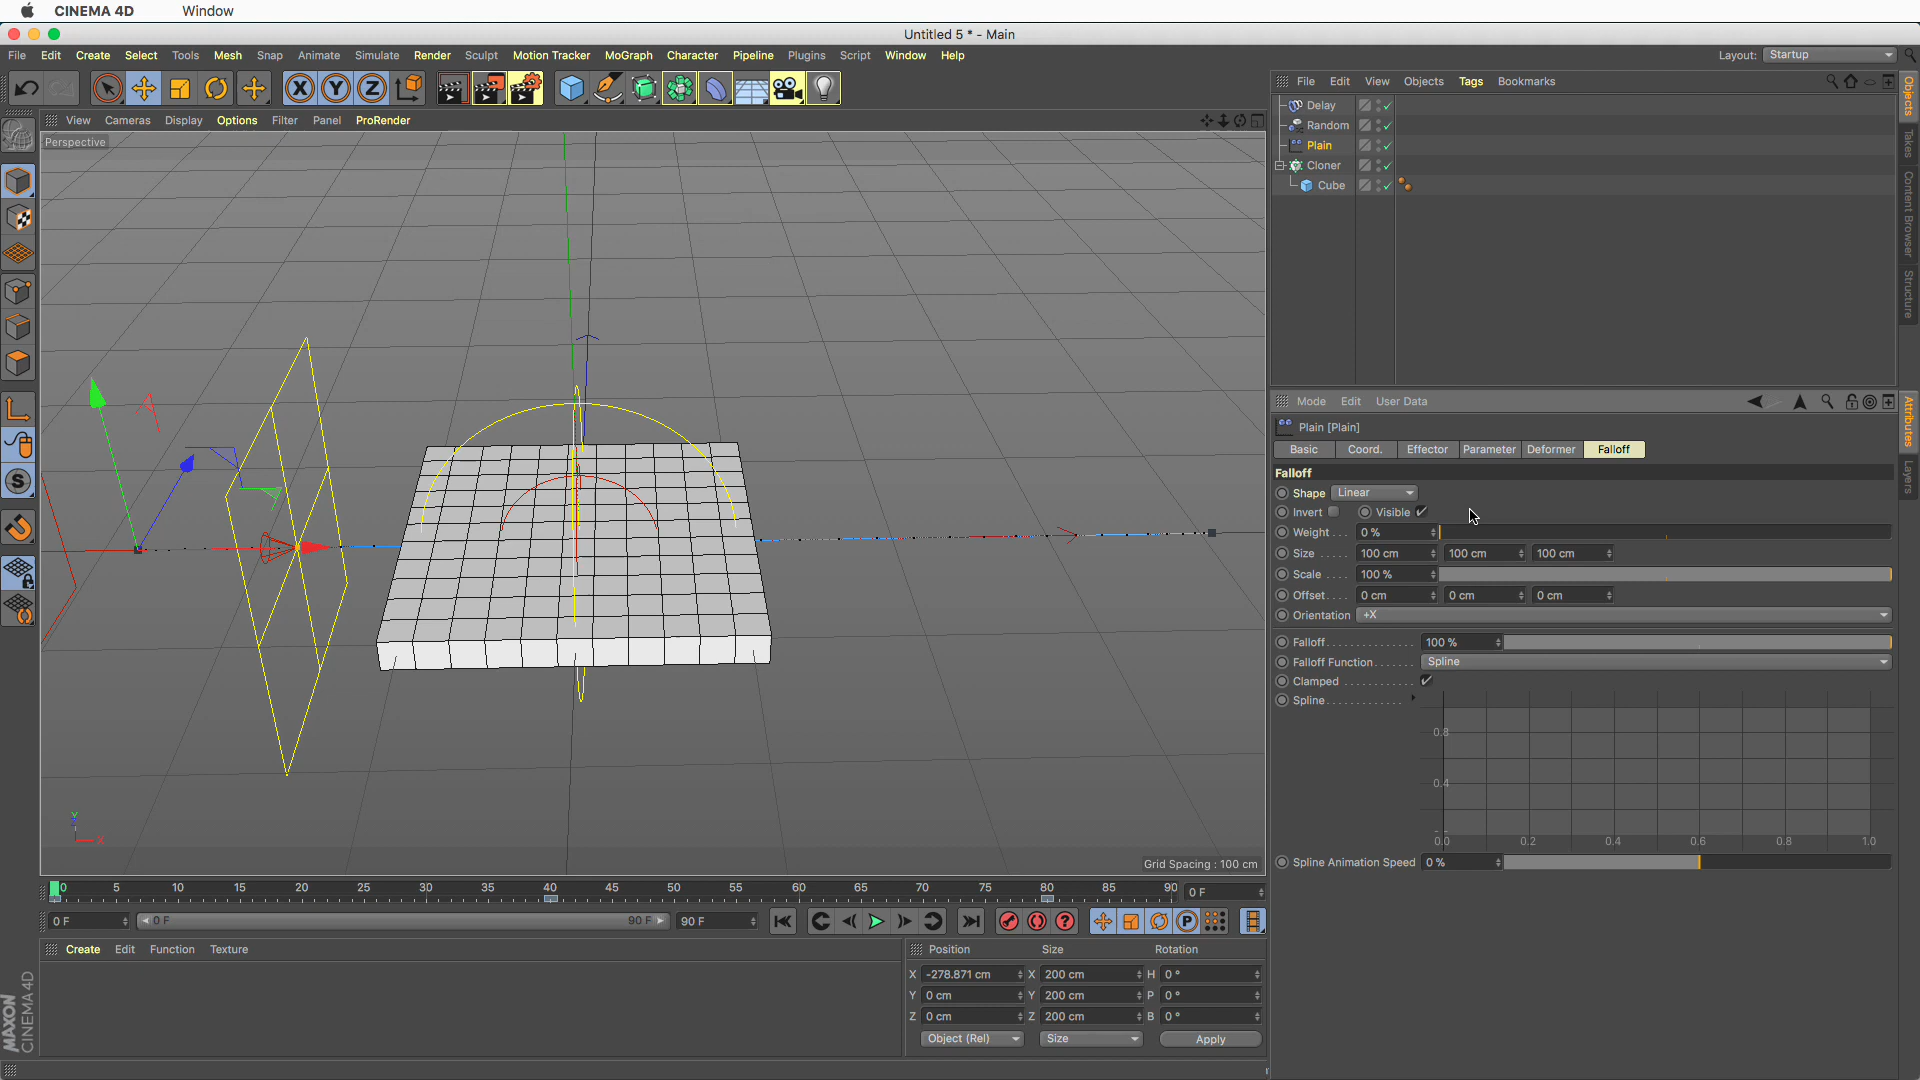 CINEMA 4D Window
Untitled 5 * - Main
File Edit Create Select Tools Mesh Snap Animate Simulate Render Sculpt Motion Tracker MoGraph Character Pipeline Plugins Script Window Help Layout: Startup
X Y Z
File Edit View Objects Tags Bookmarks
Delay
Random
Plain
Cloner
Cube
Objects
Takes
Content Browser
Structure
View Cameras Display Options Filter Panel ProRender
Perspective
Grid Spacing : 100 cm
Y
X
Mode Edit User Data
Plain [Plain]
Basic Coord. Effector Parameter Deformer Falloff
Falloff
Shape Linear
Invert Visible
Weight . . . 0 %
Size . . . . . 100 cm 100 cm 100 cm
Scale . . . . 100 %
Offset. . . . 0 cm 0 cm 0 cm
Orientation +X
Falloff. . . . . . . . . . . . . . 100 %
Falloff Function . . . . . . Spline
Clamped . . . . . . . . . . .
Spline. . . . . . . . . . . . . .
0.8
0.4
0.0 0.2 0.4 0.6 0.8 1.0
Spline Animation Speed 0 %
Attributes
Layers
0 5 10 15 20 25 30 35 40 45 50 55 60 65 70 75 80 85 90 0 F
0 F 0 F 90 F 90 F
P
Create Edit Function Texture
Position Size Rotation
X -278.871 cm X 200 cm H 0 °
Y 0 cm Y 200 cm P 0 °
Z 0 cm Z 200 cm B 0 °
Object (Rel) Size Apply
MAXON
CINEMA 4D